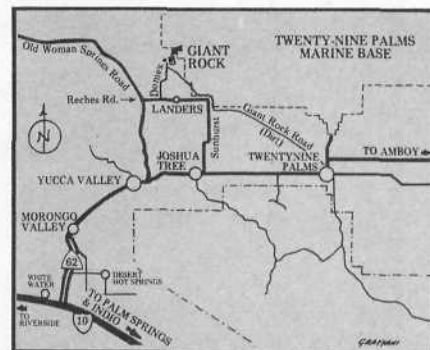 GIANT
ROCK
TWENTY-NINE PALMS
MARINE BASE
Old Woman Springs Road
Reches Rd.
LANDERS
Sunburst
Giant Rock Road
(Dirt)
N
TO AMBOY
JOSHUA
TREE
TWENTYNINE
PALMS
YUCCA VALLEY
MORONGO
VALLEY
62
WHITE
WATER
DESERT
HOT SPRINGS
TO PALM SPRINGS
& INDIO
TO
RIVERSIDE
10